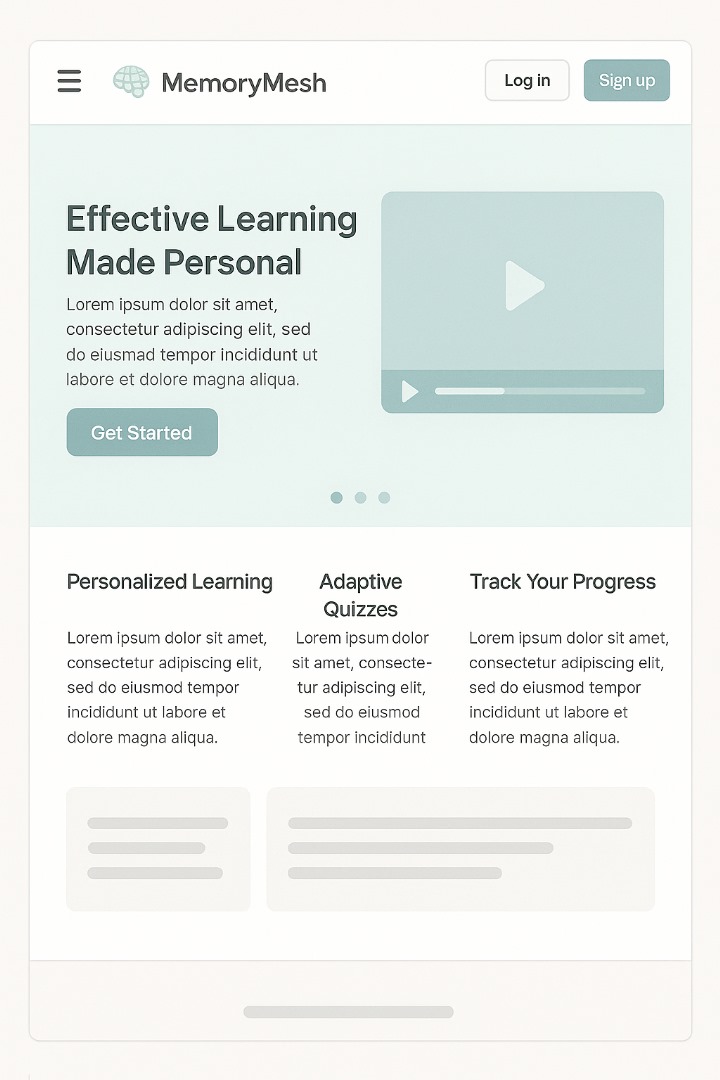 MemoryMesh
Log in
Sign up
Effective Learning
Made Personal
Lorem ipsum dolor sit amet,
consectetur adipiscing elit, sed
do eiusmad tempor incididunt ut
labore et dolore magna aliqua.
Get Started
Personalized Learning
Lorem ipsum dolor sit amet,
consectetur adipiscing elit,
sed do eiusmod tempor
incididunt ut labore et
dolore magna aliqua.
Adaptive
Quizzes
Lorem ipsum dolor
sit amet, consecte-
tur adipiscing elit,
sed do eiusmod
tempor incididunt
Track Your Progress
Lorem ipsum dolor sit amet,
consectetur adipiscing elit,
sed do eiusmod tempor
incididunt ut labore et
dolore magna aliqua.